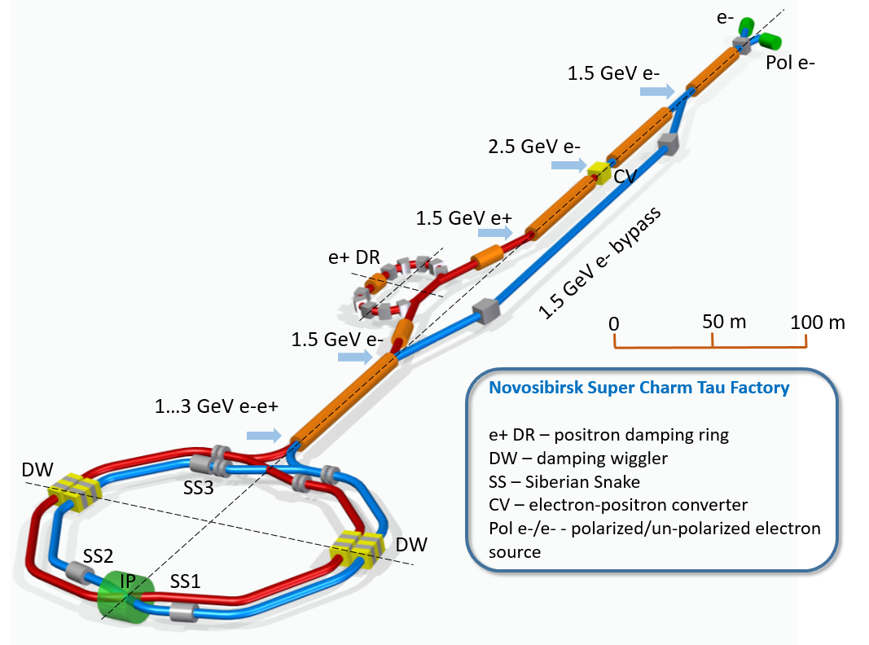 e-
Pol e-
1.5 GeV e-
2.5 GeV e-
CV
1.5 GeV e+
e+ DR
1.5 GeV e- bypass
0 50 m 100 m
1.5 GeV e-
1...3 GeV e-e+
DW
SS3
DW
SS2
IP
SS1
Novosibirsk Super Charm Tau Factory
e+ DR – positron damping ring
DW – damping wiggler
SS – Siberian Snake
CV – electron-positron converter
Pol e-/e- - polarized/un-polarized electron
source